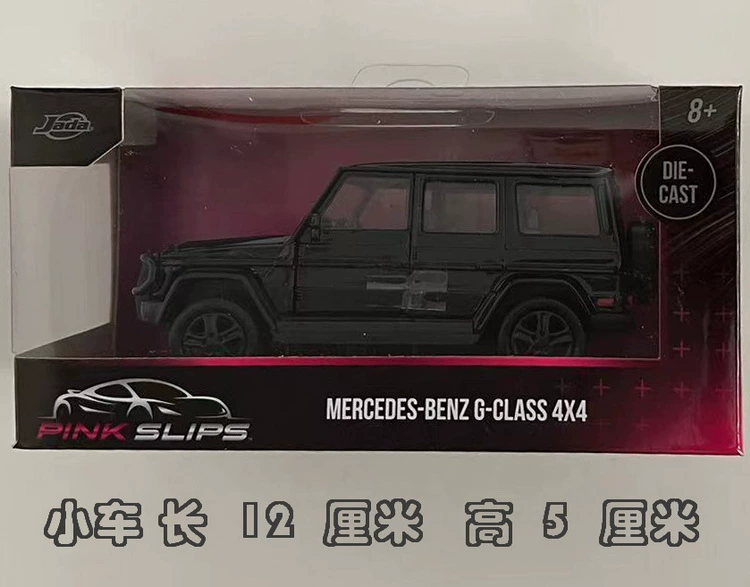 Jada
8+
DIE-
CAST
PINK SLIPS
MERCEDES-BENZ G-CLASS 4X4
小车长 12 厘米 高 5 厘米